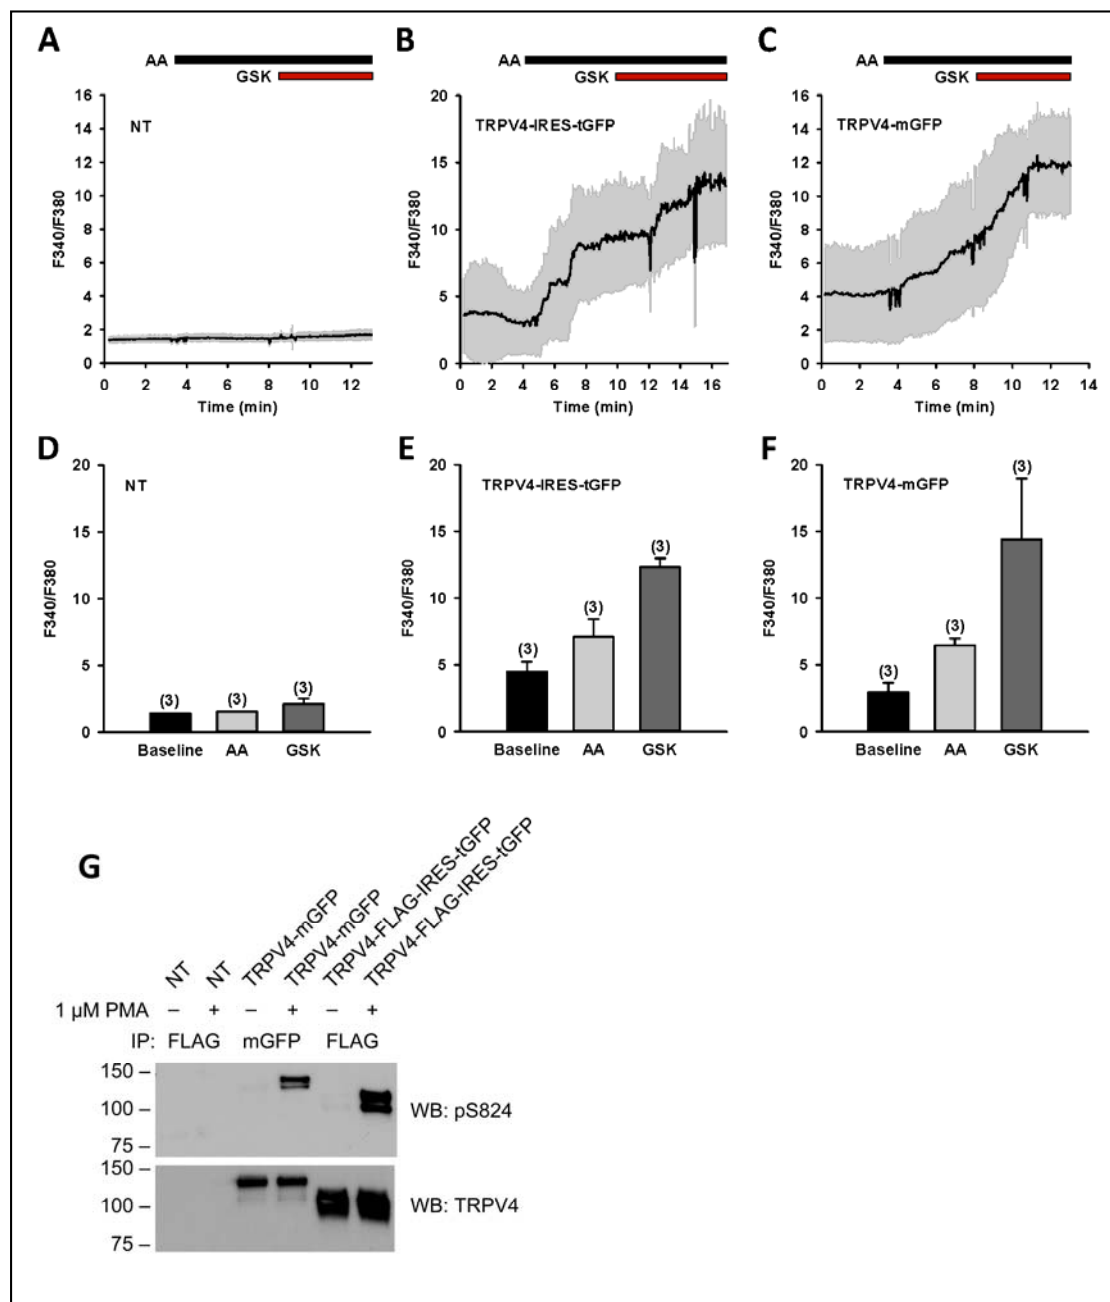 A
B
C
AA
GSK
AA
GSK
AA
GSK
16
14
12
10
8
6
4
2
0
F340/F380
NT
0 2 4 6 8 10 12
Time (min)
20
15
10
5
0
F340/F380
TRPV4-IRES-tGFP
0 2 4 6 8 10 12 14 16
Time (min)
16
14
12
10
8
6
4
2
0
F340/F380
TRPV4-mGFP
0 2 4 6 8 10 12 14
Time (min)
D
20
15
10
5
0
F340/F380
NT
(3) (3) (3)
Baseline AA GSK
E
20
15
10
5
0
F340/F380
TRPV4-IRES-tGFP
(3) (3) (3)
Baseline AA GSK
F
20
15
10
5
0
F340/F380
TRPV4-mGFP
(3) (3) (3)
Baseline AA GSK
G
NT
NT
TRPV4-mGFP
TRPV4-mGFP
TRPV4-FLAG-IRES-tGFP
TRPV4-FLAG-IRES-tGFP
1 µM PMA – + – + – +
IP: FLAG mGFP FLAG
150 –
100 –
75 –
WB: pS824
150 –
100 –
75 –
WB: TRPV4